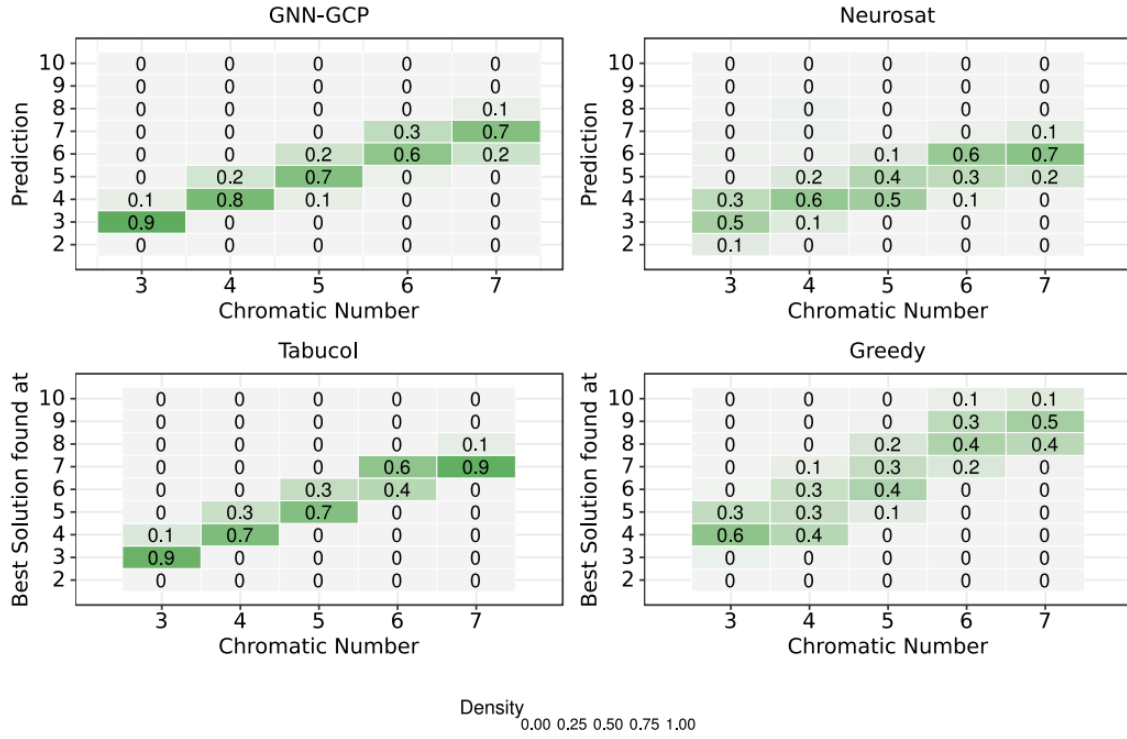 GNN-GCP Neurosat
10 0 0 0 0 0 10 0 0 0 0 0
9 0 0 0 0 0 9 0 0 0 0 0
8 0 0 0 0 0.1 8 0 0 0 0 0
7 0 0 0 0.3 0.7 7 0 0 0 0 0.1
6 0 0 0.2 0.6 0.2 6 0 0 0.1 0.6 0.7
5 0 0.2 0.7 0 0 5 0 0.2 0.4 0.3 0.2
4 0.1 0.8 0.1 0 0 4 0.3 0.6 0.5 0.1 0
3 0.9 0 0 0 0 3 0.5 0.1 0 0 0
2 0 0 0 0 0 2 0.1 0 0 0 0
Prediction Prediction
3 4 5 6 7 3 4 5 6 7
Chromatic Number Chromatic Number
Tabucol Greedy
10 0 0 0 0 0 10 0 0 0 0.1 0.1
9 0 0 0 0 0 9 0 0 0 0.3 0.5
8 0 0 0 0 0.1 8 0 0 0.2 0.4 0.4
7 0 0 0 0.6 0.9 7 0 0.1 0.3 0.2 0
6 0 0 0.3 0.4 0 6 0 0.3 0.4 0 0
5 0 0.3 0.7 0 0 5 0.3 0.3 0.1 0 0
4 0.1 0.7 0 0 0 4 0.6 0.4 0 0 0
3 0.9 0 0 0 0 3 0 0 0 0 0
2 0 0 0 0 0 2 0 0 0 0 0
Best Solution found at Best Solution found at
3 4 5 6 7 3 4 5 6 7
Chromatic Number Chromatic Number
Density 0.00 0.25 0.50 0.75 1.00